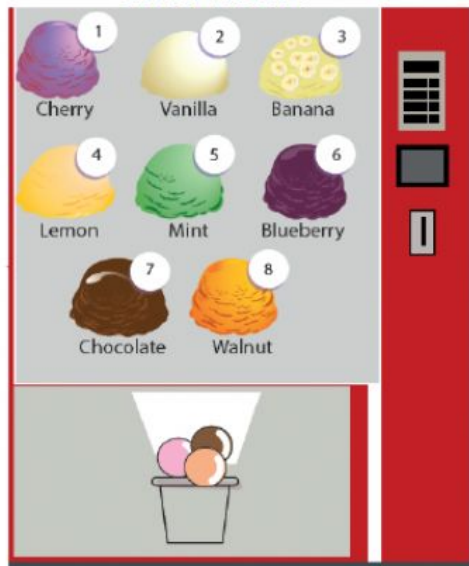 1 2 3
Cherry Vanilla Banana
4 5 6
Lemon Mint Blueberry
7 8
Chocolate Walnut